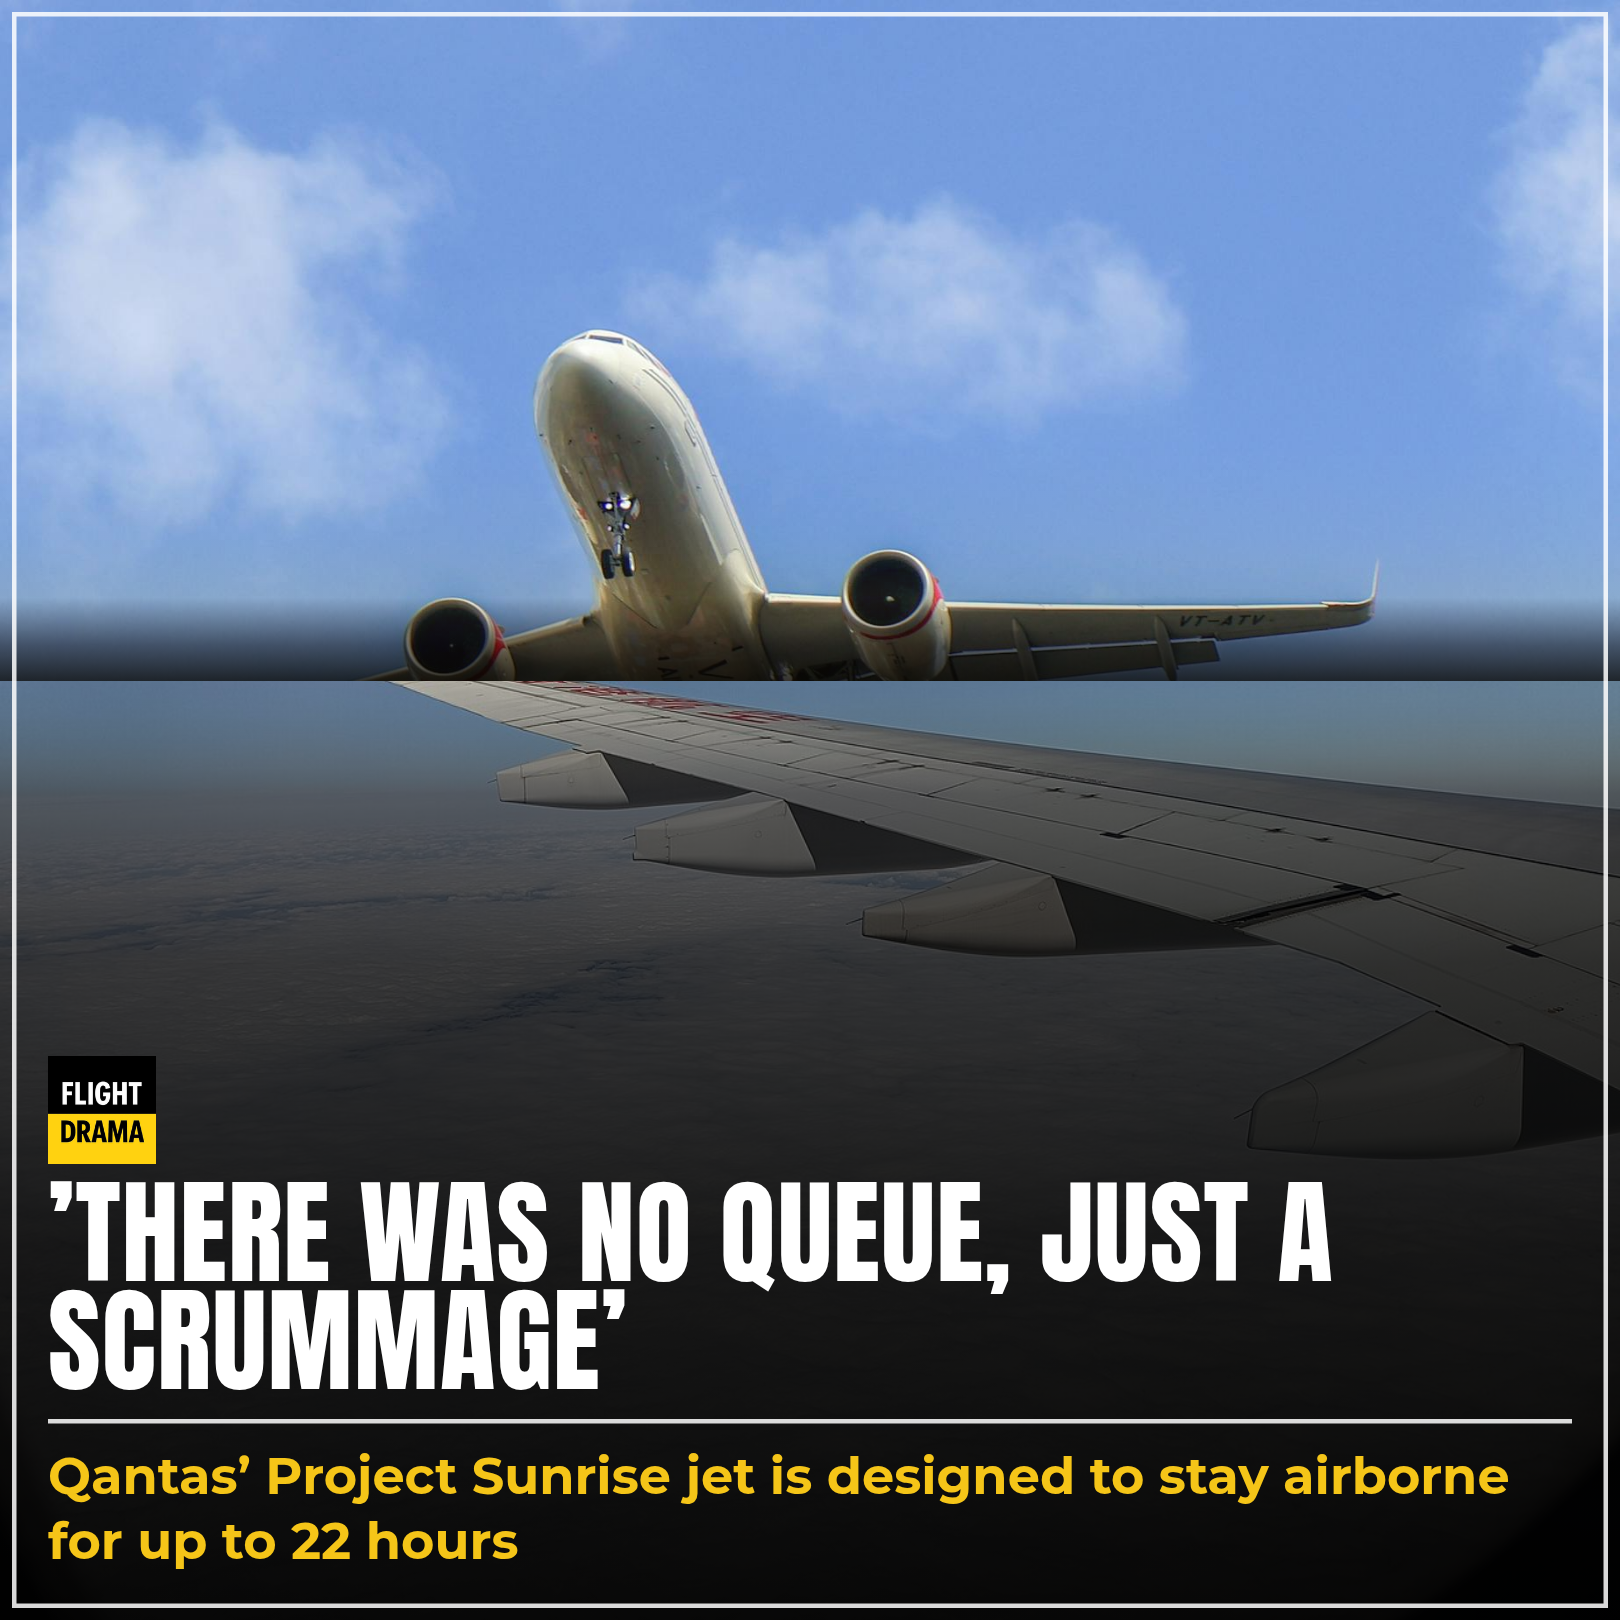 VT-ATV
FLIGHT
DRAMA
’THERE WAS NO QUEUE, JUST A
SCRUMMAGE’
Qantas’ Project Sunrise jet is designed to stay airborne
for up to 22 hours